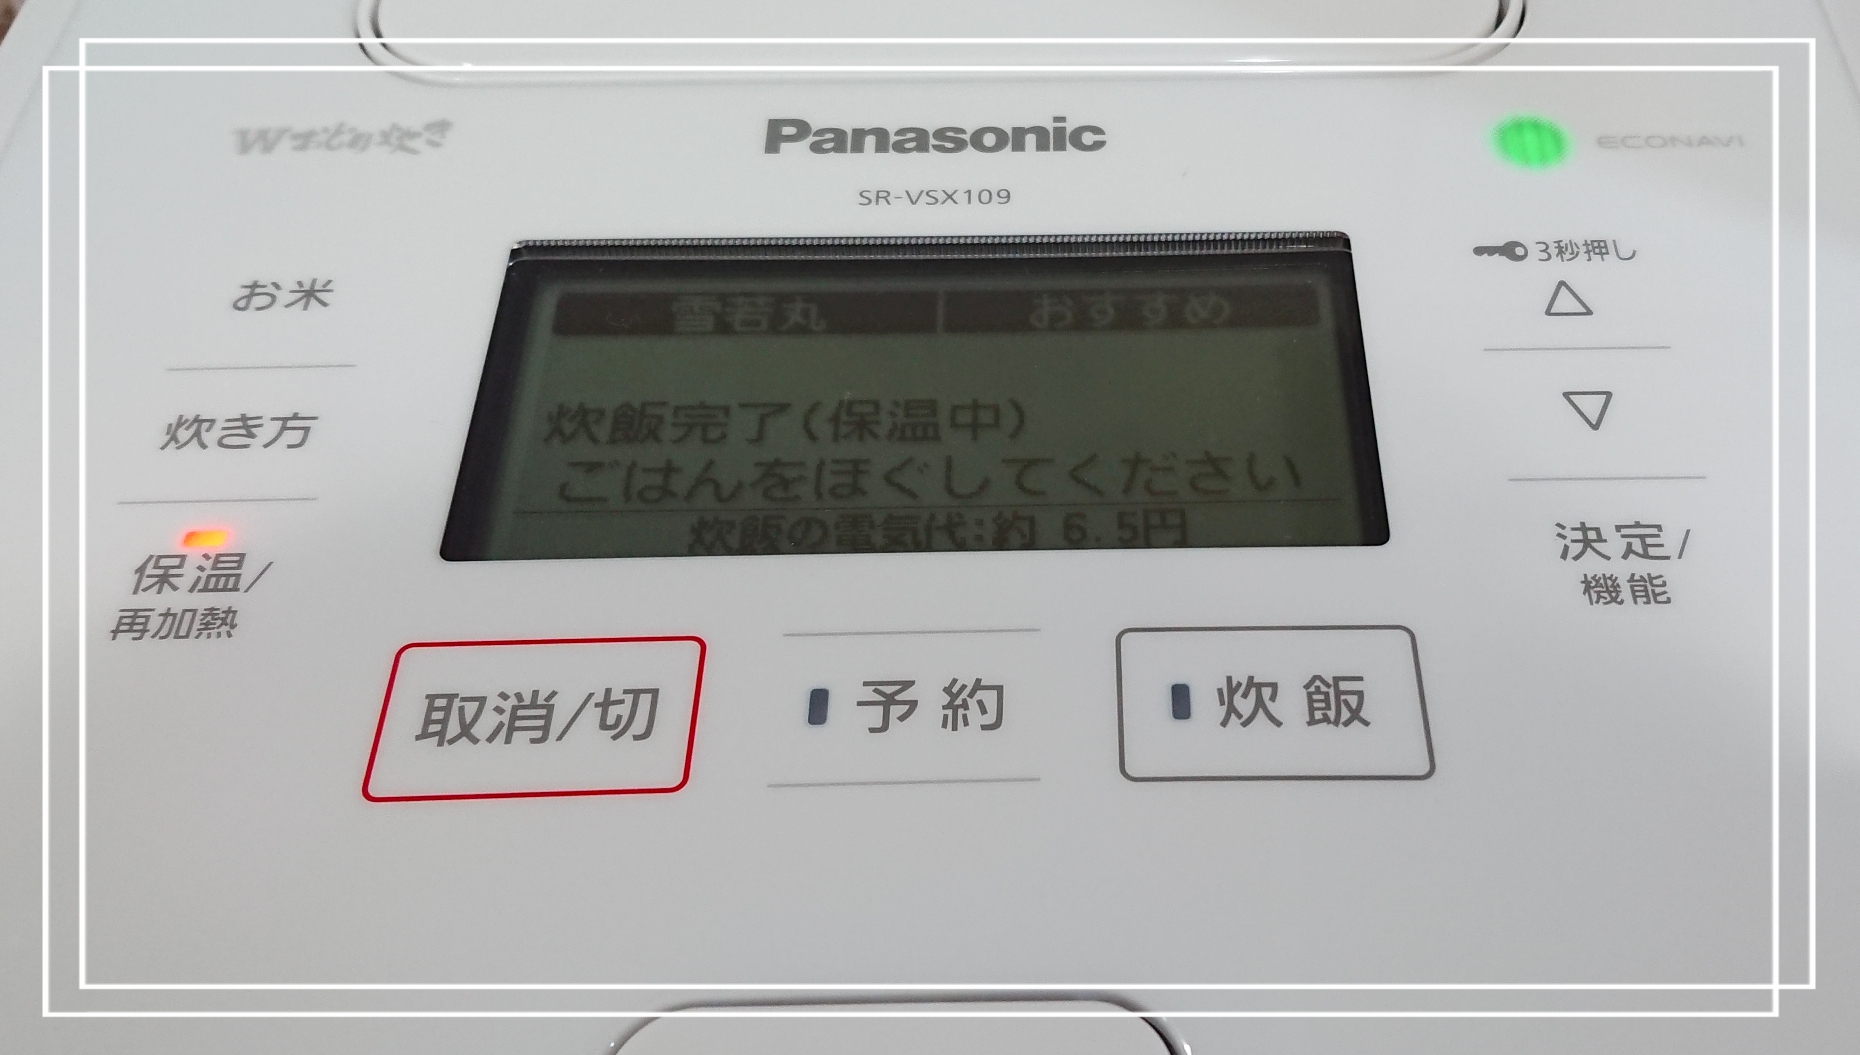 Wおどり炊き
Panasonic
ECONAVI
SR-VSX109
3秒押し
お米
雪若丸 おすすめ
炊き方
炊飯完了(保温中)
ごはんをほぐしてください
炊飯の電気代:約 6.5円
保温/
再加熱
決定/
機能
取消/切
予約
炊飯